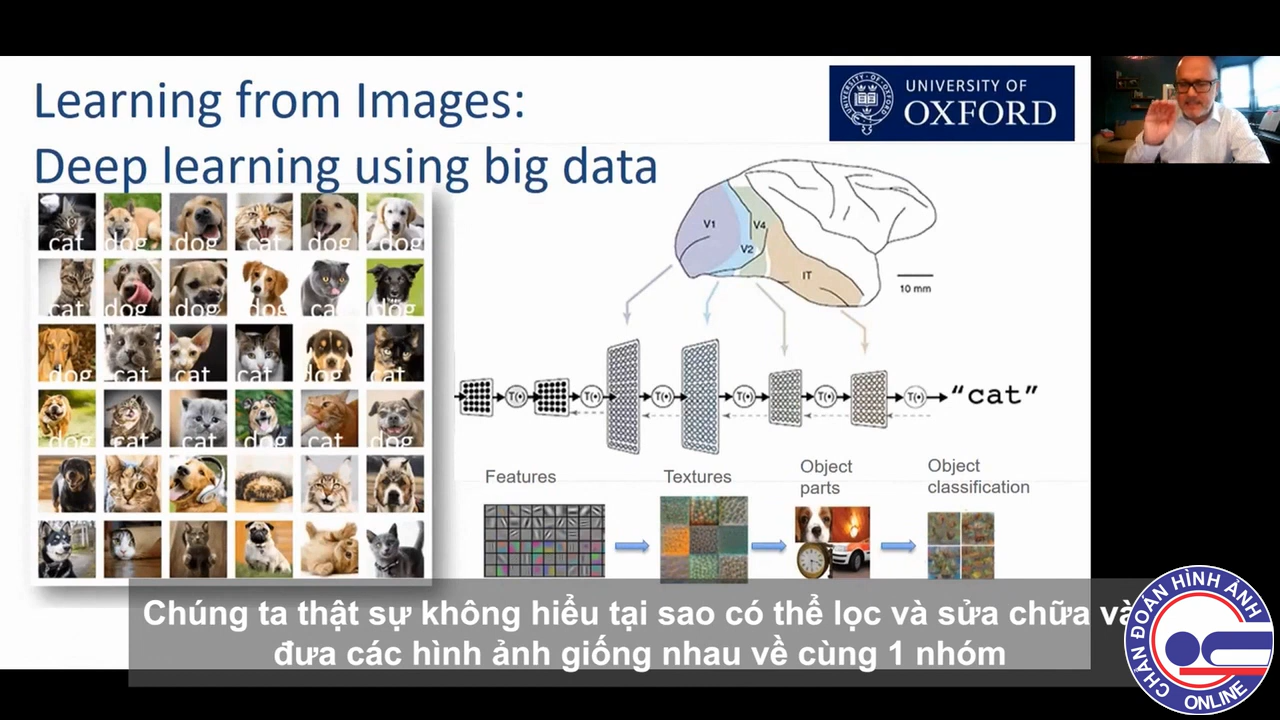 Learning from Images:
Deep learning using big data
UNIVERSITY OF
OXFORD
cat dog dog cat dog dog
cat dog dog dog cat dog
dog cat cat cat dog cat
dog cat cat dog cat dog
V1
V2
V4
IT
10 mm
T(•) T(•) T(•) T(•) T(•) T(•)
"cat"
Features
Textures
Object
parts
Object
classification
Chúng ta thật sự không hiểu tại sao có thể lọc và sửa chữa và
đưa các hình ảnh giống nhau về cùng 1 nhóm
CHẨN ĐOÁN HÌNH ẢNH
ONLINE